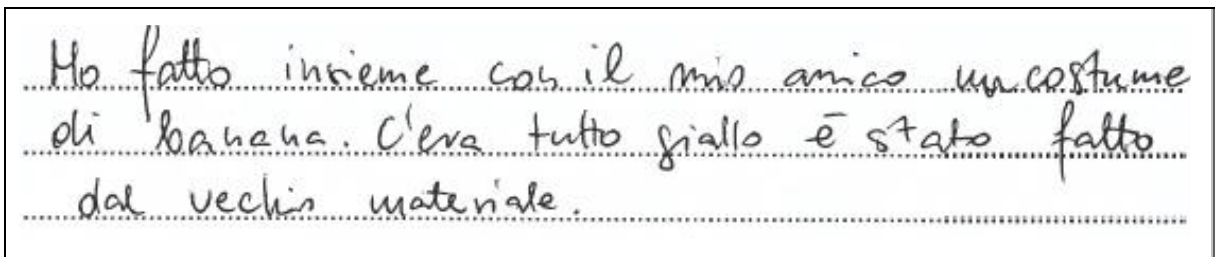 Ho fatto insieme con il mio amico un costume
di banana. C'era tutto giallo è stato fatto
dal vechio materiale.